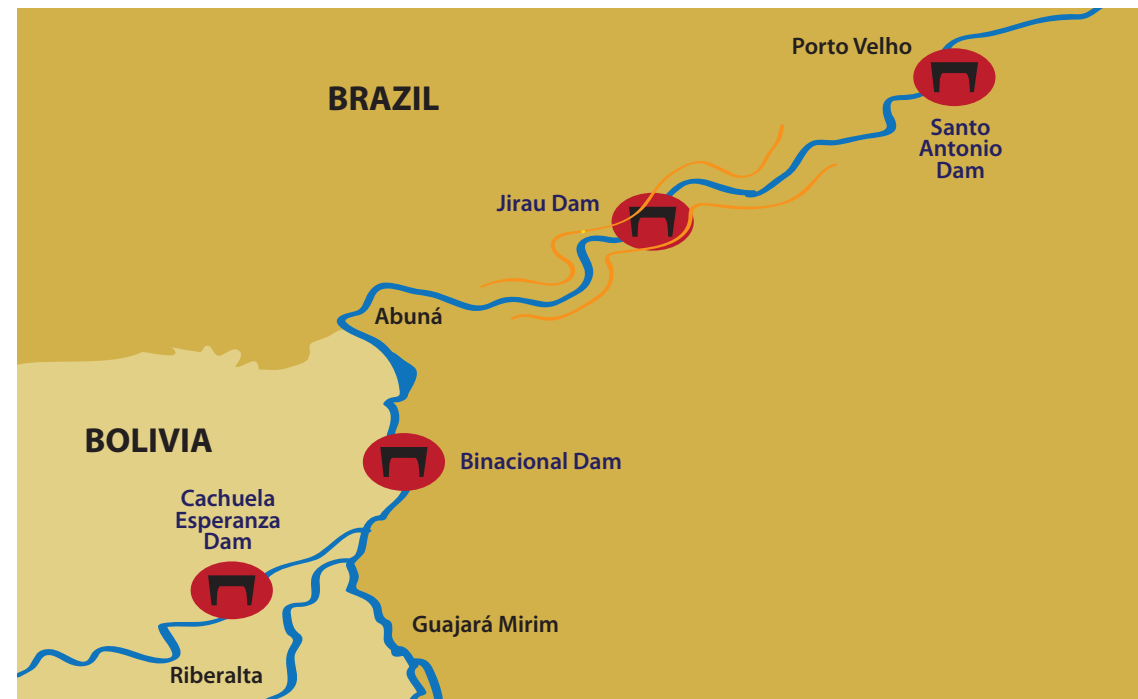 Porto Velho
BRAZIL
Santo
Antonio
Dam
Jirau Dam
Abuná
BOLIVIA
Binacional Dam
Cachuela
Esperanza
Dam
Guajará Mirim
Riberalta